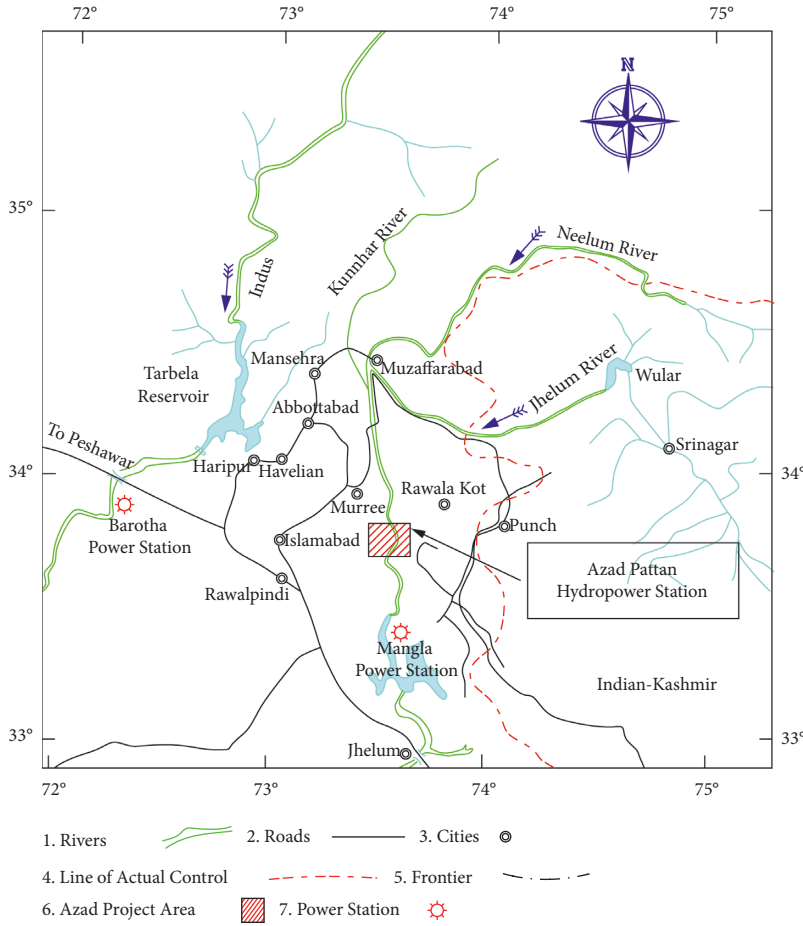 72° 73° 74° 75°
N
35° 35°
Neelum River
Kunnhar River
Indus
Tarbela
Reservoir
Mansehra
Muzaffarabad
Jhelum River
Wular
Abbottabad
To Peshawar
Srinagar
34° 34°
Haripur
Havelian
Murree
Rawala Kot
Barotha
Power Station
Islamabad
Punch
Azad Pattan
Hydropower Station
Rawalpindi
Mangla
Power Station
Indian-Kashmir
33° 33°
Jhelum
72° 73° 74° 75°
1. Rivers 2. Roads 3. Cities
4. Line of Actual Control 5. Frontier
6. Azad Project Area 7. Power Station